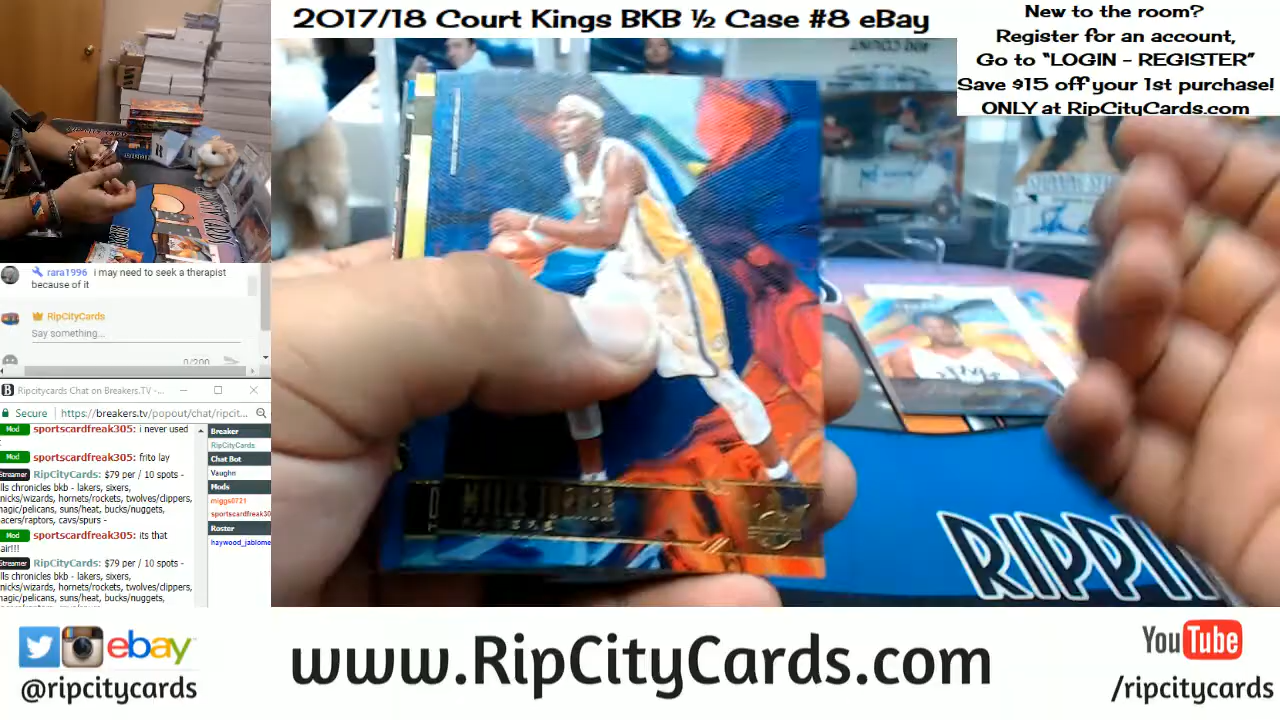 2017/18 Court Kings BKB ½ Case #8 eBay
New to the room?
Register for an account,
Go to “LOGIN – REGISTER”
Save $15 off your 1st purchase!
ONLY at RipCityCards.com
rara1996 i may need to seek a therapist
because of it
RipCityCards
Say something...
0/200
Ripcitycards Chat on Breakers.TV -...
Secure https://breakers.tv/popout/chat/ripcit...
Mod sportscardfreak305: i never used
Mod sportscardfreak305: frito lay
Streamer RipCityCards: $79 per / 10 spots -
lls chronicles bkb - lakers, sixers,
nicks/wizards, hornets/rockets, twolves/clippers,
magic/pelicans, suns/heat, bucks/nuggets,
acers/raptors, cavs/spurs -
Mod sportscardfreak305: its that
air!!!
Streamer RipCityCards: $79 per / 10 spots -
lls chronicles bkb - lakers, sixers,
nicks/wizards, hornets/rockets, twolves/clippers,
magic/pelicans, suns/heat, bucks/nuggets,
acers/raptors, cavs/spurs -
Breaker
RipCityCards
Chat Bot
Vaughn
Mods
miggs0721
sportscardfreak30
Roster
haywood_jablome
RIPPI
ebay
@ripcitycards
www.RipCityCards.com
YouTube
/ripcitycards